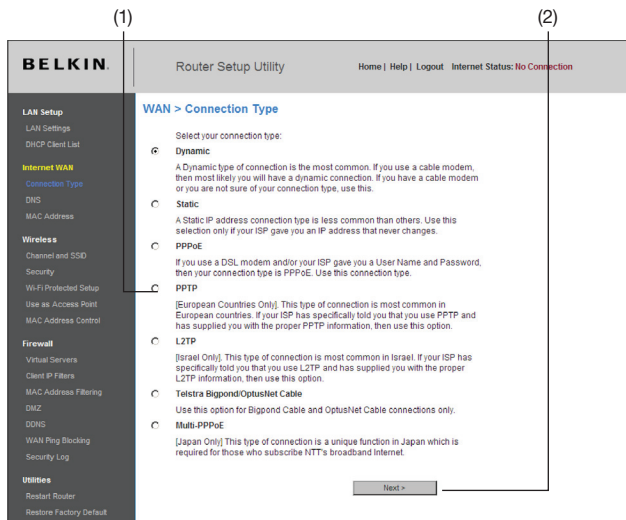 (1)
(2)
BELKIN.
Router Setup Utility
Home | Help | Logout Internet Status: No Connection
LAN Setup
LAN Settings
DHCP Client List
Internet WAN
Connection Type
DNS
MAC Address
Wireless
Channel and SSID
Security
Wi-Fi Protected Setup
Use as Access Point
MAC Address Control
Firewall
Virtual Servers
Client IP Filters
MAC Address Filtering
DMZ
DDNS
WAN Ping Blocking
Security Log
Utilities
Restart Router
Restore Factory Default
WAN > Connection Type
Select your connection type:
Dynamic
A Dynamic type of connection is the most common. If you use a cable modem,
then most likely you will have a dynamic connection. If you have a cable modem
or you are not sure of your connection type, use this.
Static
A Static IP address connection type is less common than others. Use this
selection only if your ISP gave you an IP address that never changes.
PPPoE
If you use a DSL modem and/or your ISP gave you a User Name and Password,
then your connection type is PPPoE. Use this connection type.
PPTP
[European Countries Only]. This type of connection is most common in
European countries. If your ISP has specifically told you that you use PPTP and
has supplied you with the proper PPTP information, then use this option.
L2TP
[Israel Only]. This type of connection is most common in Israel. If your ISP has
specifically told you that you use L2TP and has supplied you with the proper
L2TP information, then use this option.
Telstra Bigpond/OptusNet Cable
Use this option for Bigpond Cable and OptusNet Cable connections only.
Multi-PPPoE
[Japan Only] This type of connection is a unique function in Japan which is
required for those who subscribe NTT's broadband Internet.
Next >